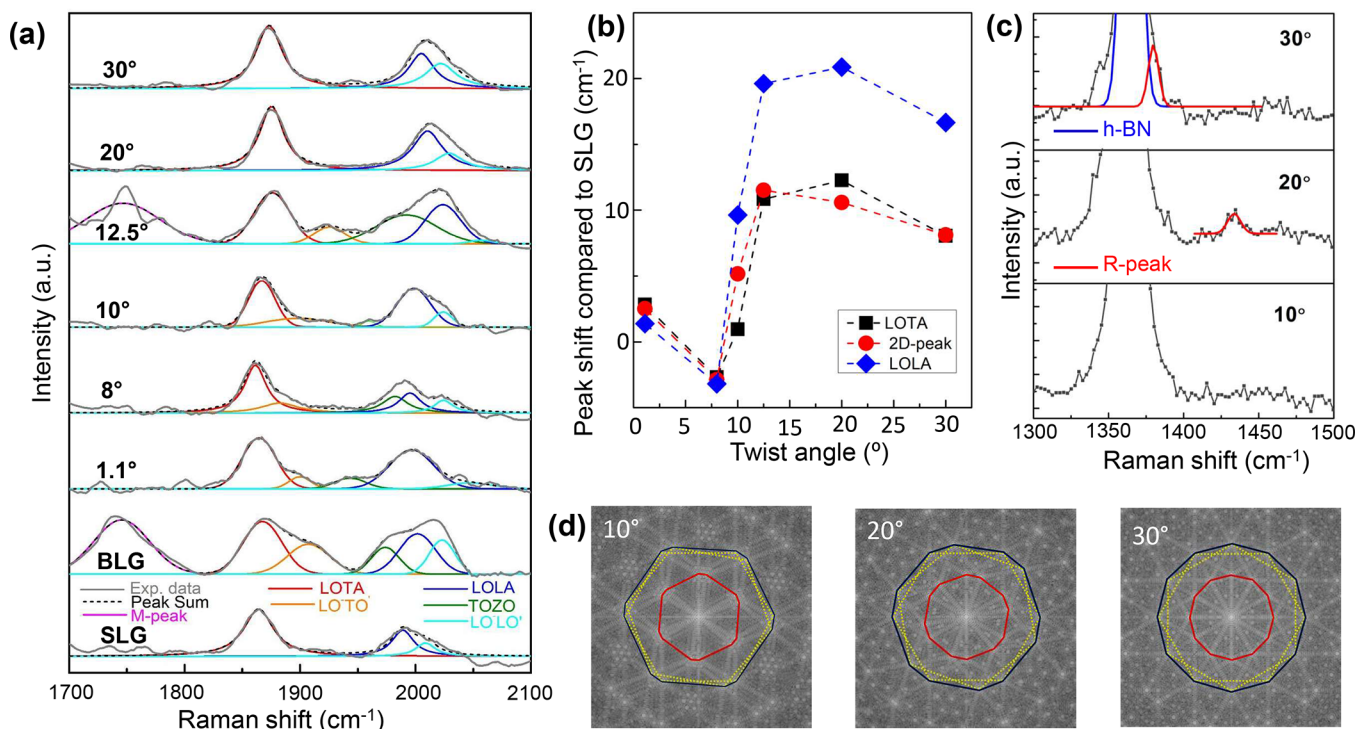 (a)
30°
20°
12.5°
10°
8°
1.1°
BLG
Exp. data
Peak Sum
M-peak
LOTA
LO'TO'
LOLA
TOZO
LO'LO'
SLG
Intensity (a.u.)
1700 1800 1900 2000 2100
Raman shift (cm-1)
(b)
Peak shift compared to SLG (cm-1)
20
10
0
LOTA
2D-peak
LOLA
0 5 10 15 20 25 30
Twist angle (º)
(c)
30°
h-BN
20°
R-peak
10°
Intensity (a.u.)
1300 1350 1400 1450 1500
Raman shift (cm-1)
(d)
10°
20°
30°